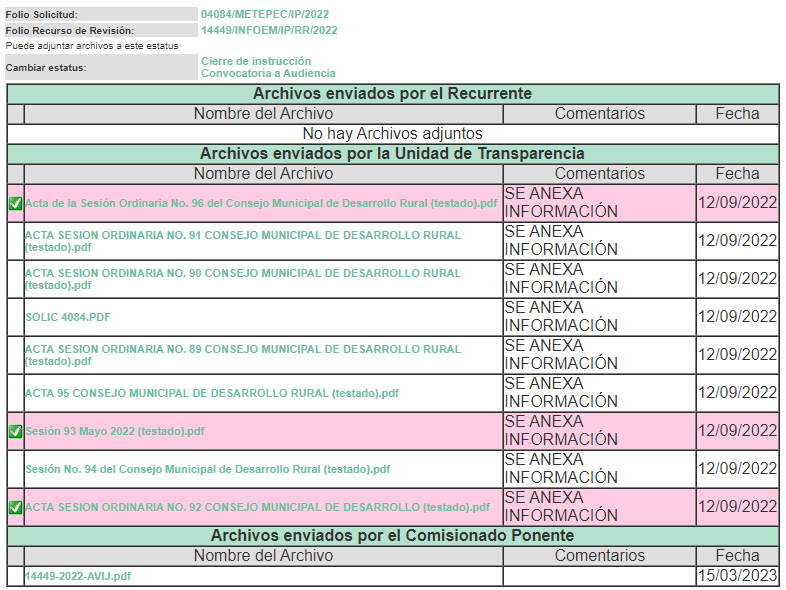 Folio Solicitud: 04084/METEPEC/IP/2022
Folio Recurso de Revisión: 14449/INFOEM/IP/RR/2022
Puede adjuntar archivos a este estatus
Cambiar estatus: Cierre de instrucción
Convocatoria a Audiencia
Archivos enviados por el Recurrente
Nombre del Archivo Comentarios Fecha
No hay Archivos adjuntos
Archivos enviados por la Unidad de Transparencia
Nombre del Archivo Comentarios Fecha
Acta de la Sesión Ordinaria No. 96 del Consejo Municipal de Desarrollo Rural (testado).pdf SE ANEXA INFORMACIÓN 12/09/2022
ACTA SESION ORDINARIA NO. 91 CONSEJO MUNICIPAL DE DESARROLLO RURAL (testado).pdf SE ANEXA INFORMACIÓN 12/09/2022
ACTA SESION ORDINARIA NO. 90 CONSEJO MUNICIPAL DE DESARROLLO RURAL (testado).pdf SE ANEXA INFORMACIÓN 12/09/2022
SOLIC 4084.PDF SE ANEXA INFORMACIÓN 12/09/2022
ACTA SESION ORDINARIA NO. 89 CONSEJO MUNICIPAL DE DESARROLLO RURAL (testado).pdf SE ANEXA INFORMACIÓN 12/09/2022
ACTA 95 CONSEJO MUNICIPAL DE DESARROLLO RURAL (testado).pdf SE ANEXA INFORMACIÓN 12/09/2022
Sesión 93 Mayo 2022 (testado).pdf SE ANEXA INFORMACIÓN 12/09/2022
Sesión No. 94 del Consejo Municipal de Desarrollo Rural (testado).pdf SE ANEXA INFORMACIÓN 12/09/2022
ACTA SESION ORDINARIA NO. 92 CONSEJO MUNICIPAL DE DESARROLLO (testado).pdf SE ANEXA INFORMACIÓN 12/09/2022
Archivos enviados por el Comisionado Ponente
Nombre del Archivo Comentarios Fecha
14449-2022-AVIJ.pdf 15/03/2023